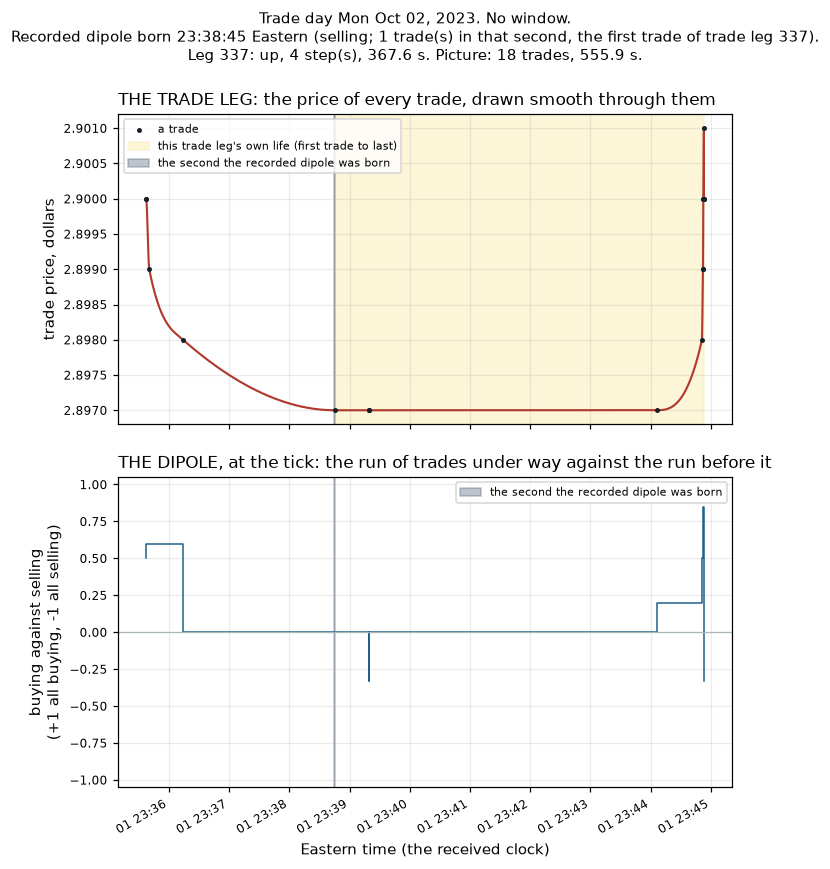 Trade day Mon Oct 02, 2023. No window.
Recorded dipole born 23:38:45 Eastern (selling; 1 trade(s) in that second, the first trade of trade leg 337).
Leg 337: up, 4 step(s), 367.6 s. Picture: 18 trades, 555.9 s.
THE TRADE LEG: the price of every trade, drawn smooth through them
a trade
this trade leg's own life (first trade to last)
the second the recorded dipole was born
trade price, dollars
2.9010
2.9005
2.9000
2.8995
2.8990
2.8985
2.8980
2.8975
2.8970
THE DIPOLE, at the tick: the run of trades under way against the run before it
the second the recorded dipole was born
buying against selling
(+1 all buying, -1 all selling)
1.00
0.75
0.50
0.25
0.00
−0.25
−0.50
−0.75
−1.00
01 23:36
01 23:37
01 23:38
01 23:39
01 23:40
01 23:41
01 23:42
01 23:43
01 23:44
01 23:45
Eastern time (the received clock)